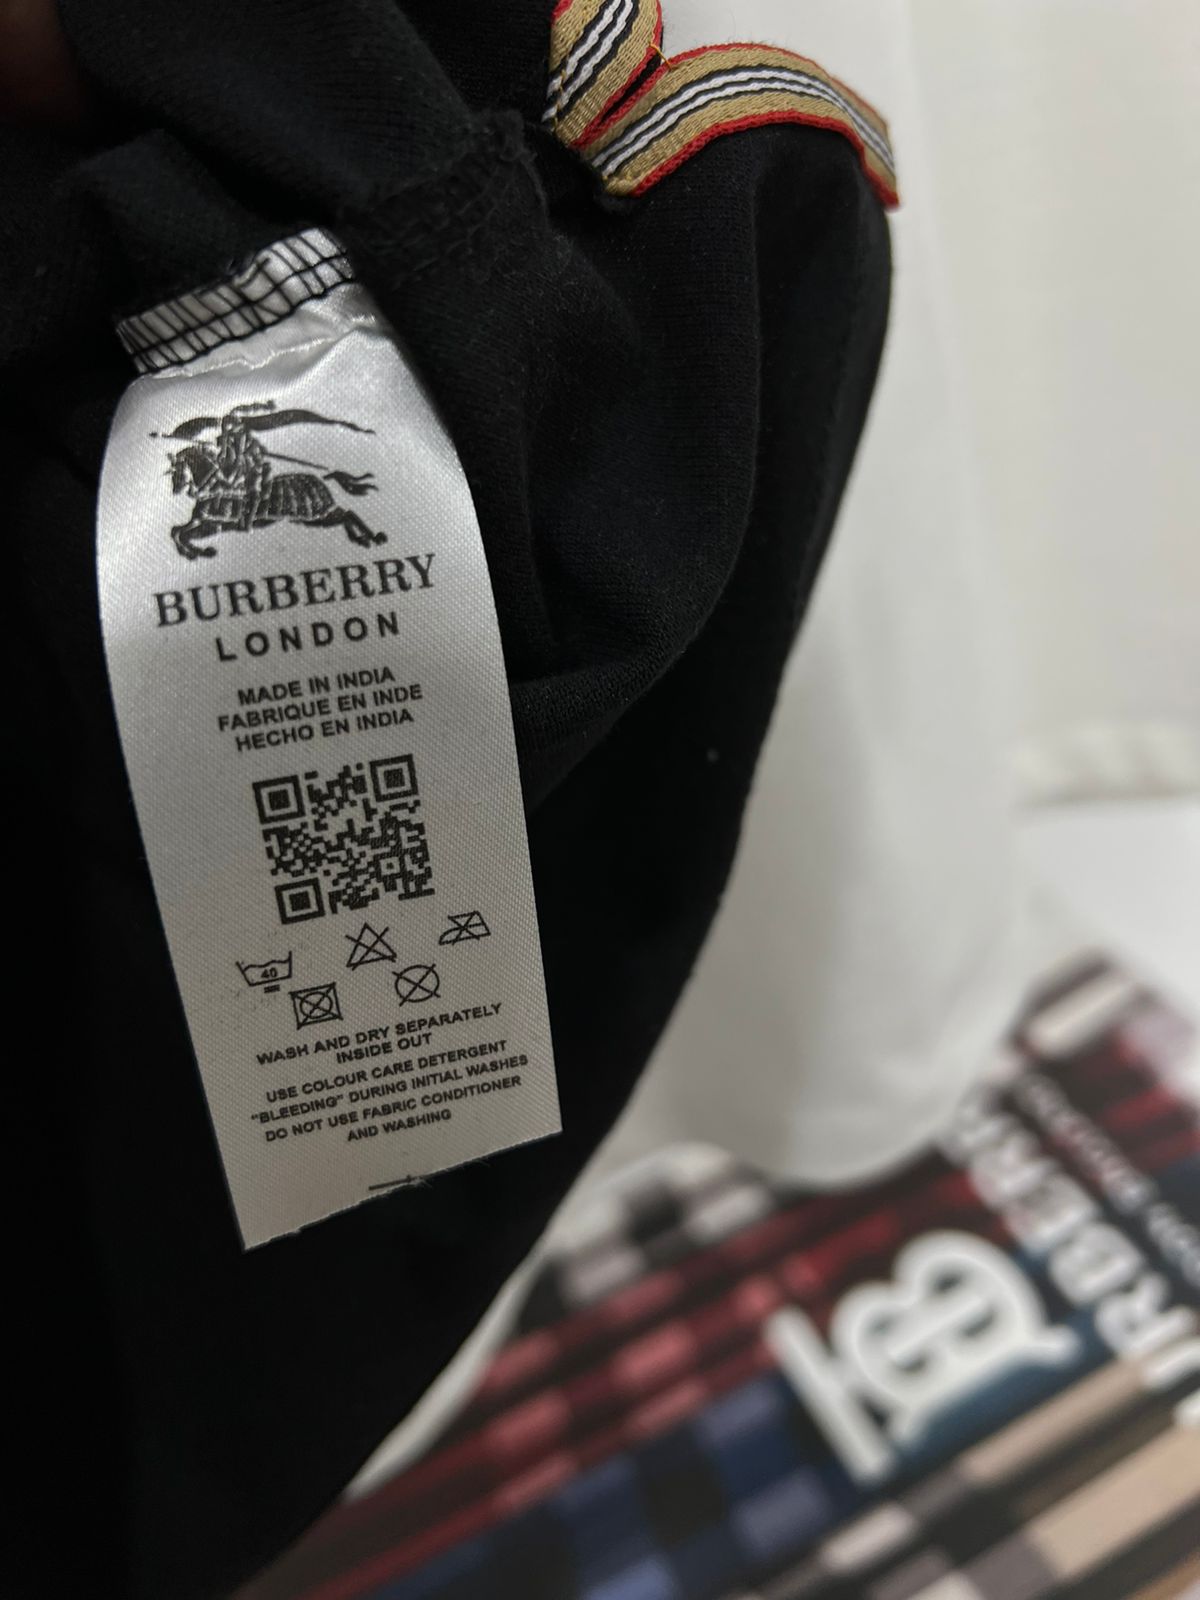 BURBERRY
LONDON
MADE IN INDIA
FABRIQUE EN INDE
HECHO EN INDIA
40
WASH AND DRY SEPARATELY
INSIDE OUT
USE COLOUR CARE DETERGENT
"BLEEDING" DURING INITIAL WASHES
DO NOT USE FABRIC CONDITIONER
AND WASHING